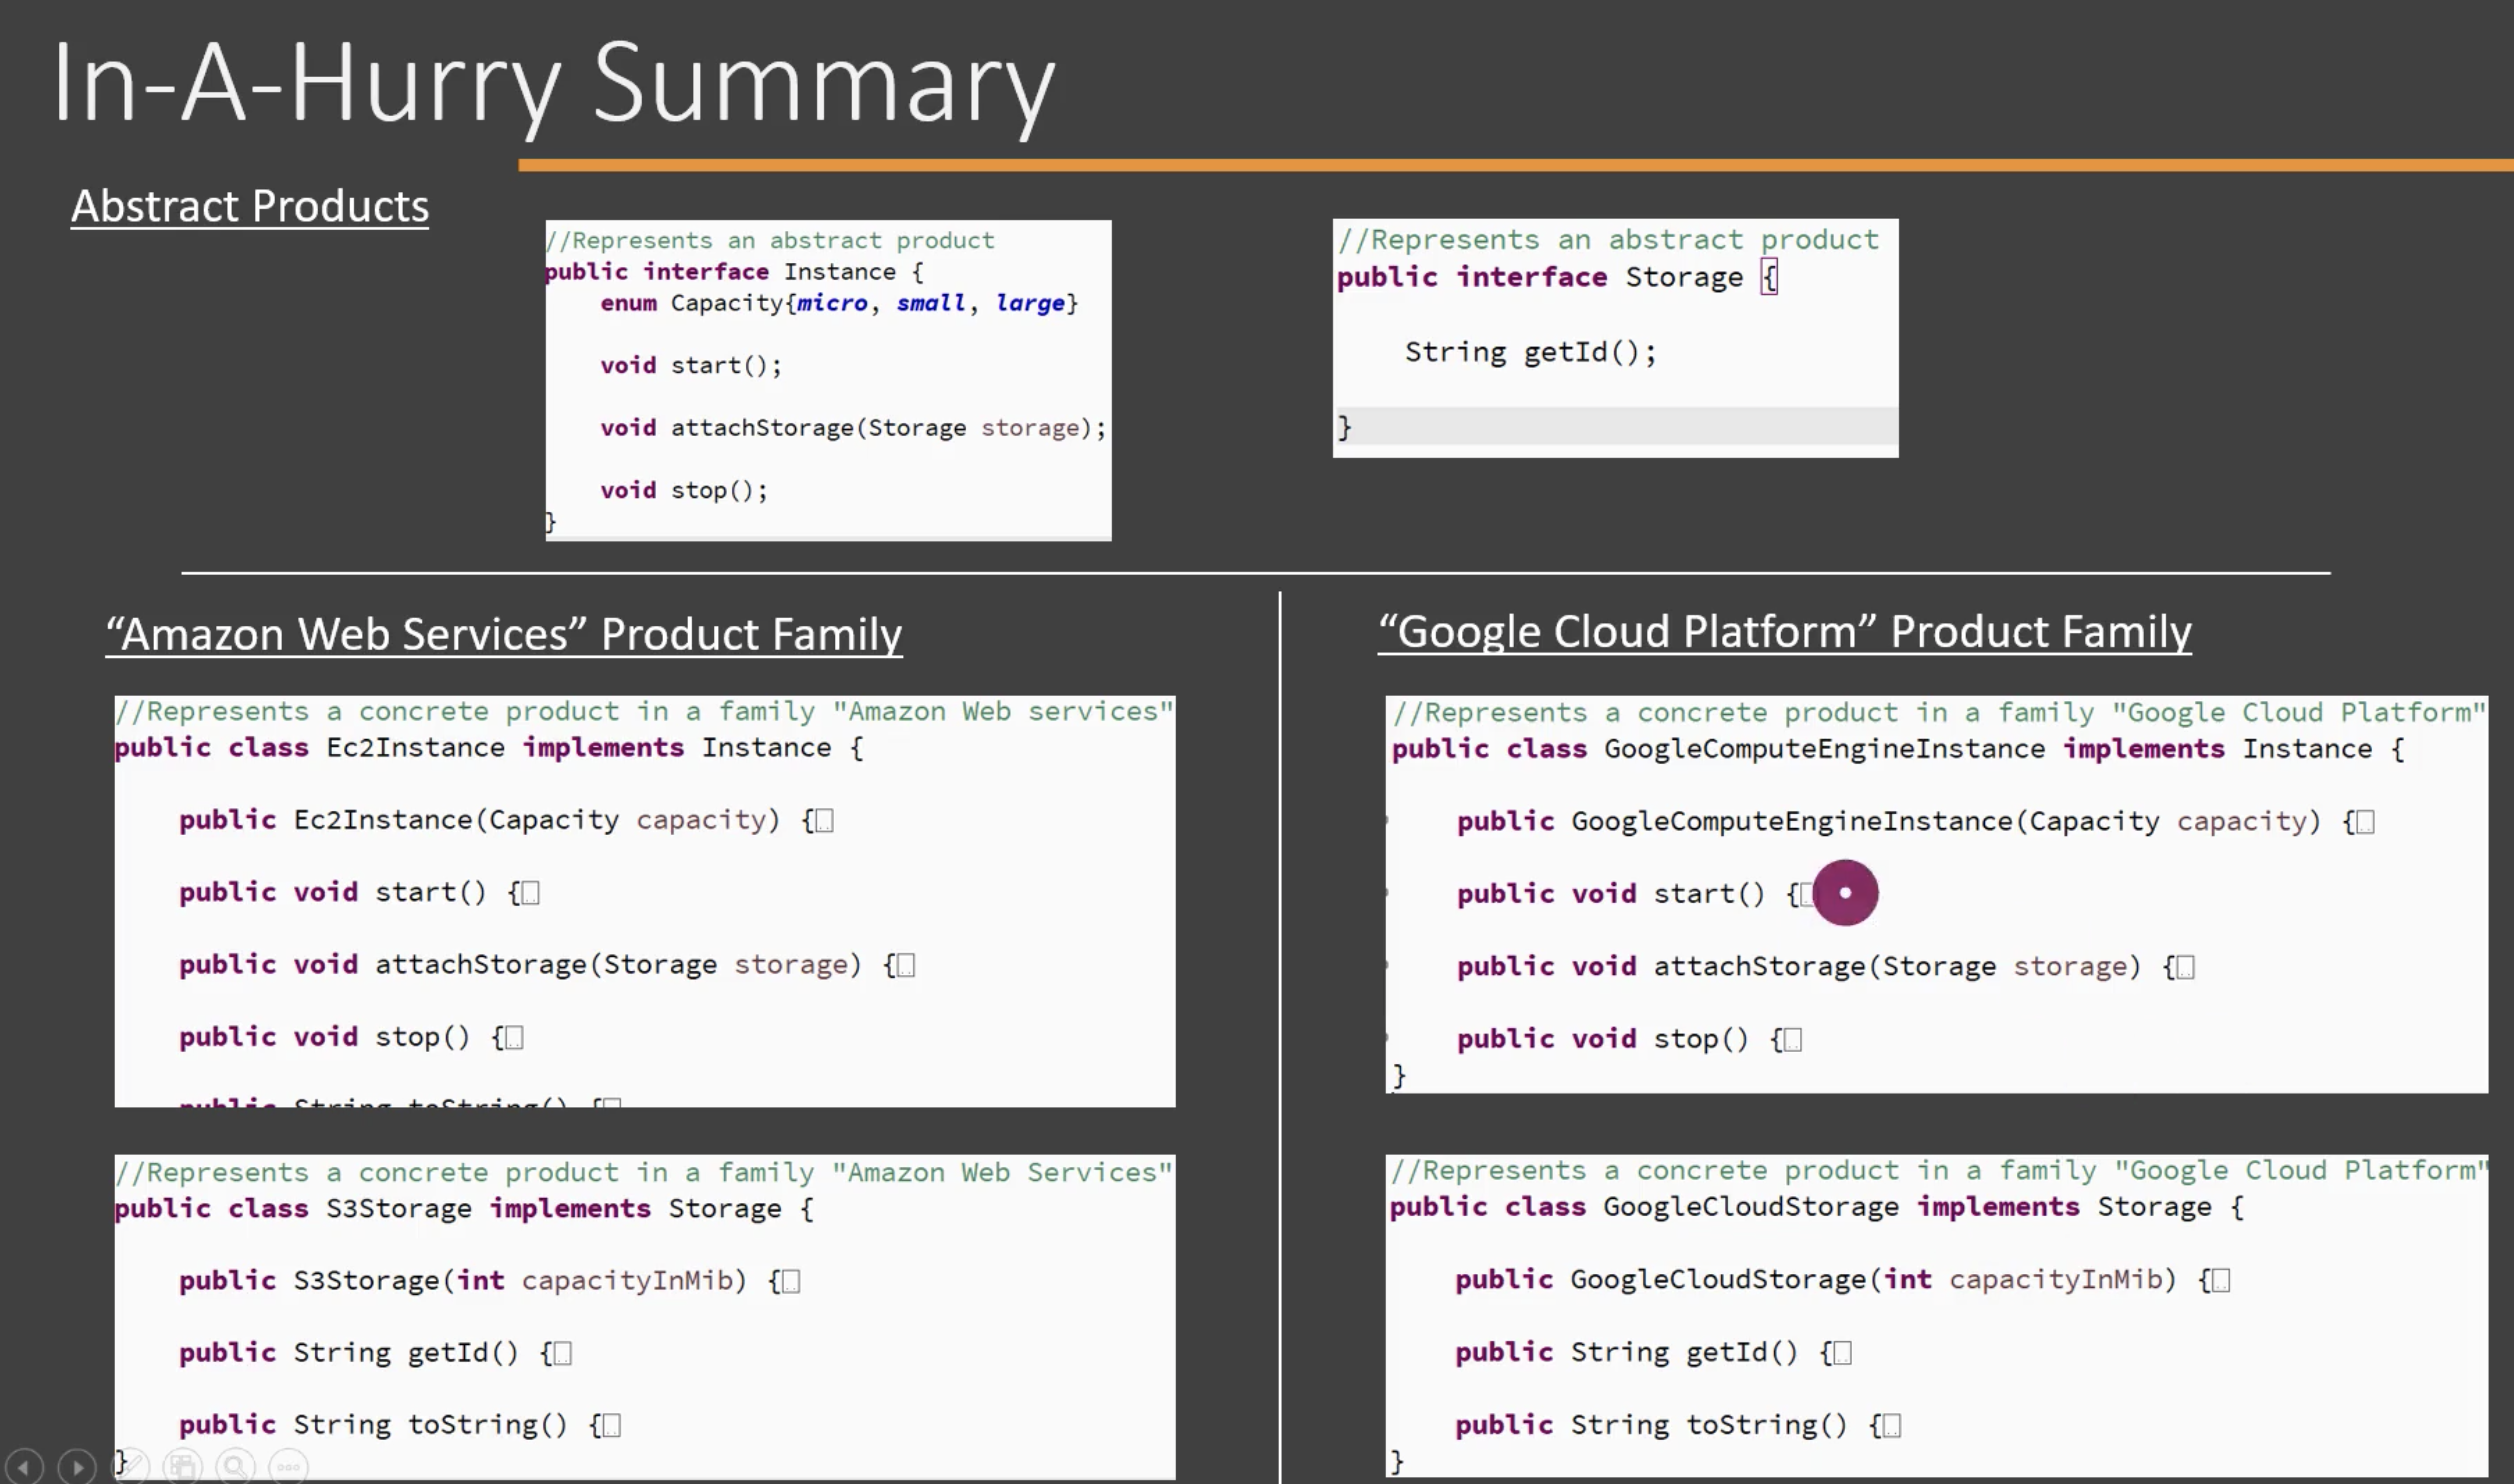 In-A-Hurry Summary
Abstract Products
//Represents an abstract product
public interface Instance {
enum Capacity{micro, small, large}
void start();
void attachStorage(Storage storage);
void stop();
}
//Represents an abstract product
public interface Storage {
String getId();
}
“Amazon Web Services” Product Family
//Represents a concrete product in a family "Amazon Web services"
public class Ec2Instance implements Instance {
public Ec2Instance(Capacity capacity) {
public void start() {
public void attachStorage(Storage storage) {
public void stop() {
public String toString() {
//Represents a concrete product in a family "Amazon Web Services"
public class S3Storage implements Storage {
public S3Storage(int capacityInMib) {
public String getId() {
public String toString() {
}
“Google Cloud Platform” Product Family
//Represents a concrete product in a family "Google Cloud Platform"
public class GoogleComputeEngineInstance implements Instance {
public GoogleComputeEngineInstance(Capacity capacity) {
public void start() {
public void attachStorage(Storage storage) {
public void stop() {
}
//Represents a concrete product in a family "Google Cloud Platform"
public class GoogleCloudStorage implements Storage {
public GoogleCloudStorage(int capacityInMib) {
public String getId() {
public String toString() {
}